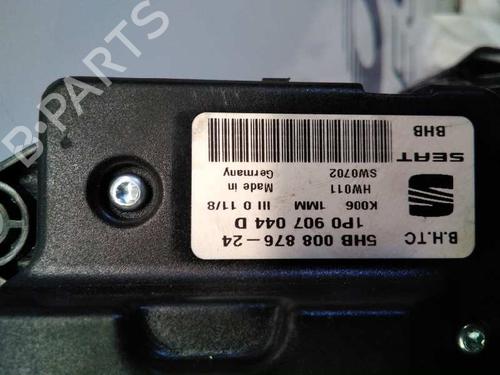 B.H.TC
5HB 008 876-24
1P0 907 044 D
K006 1MM III 0 11/8
HW011 Made in
SW0702 Germany
SEAT
BHB
B-PARTS